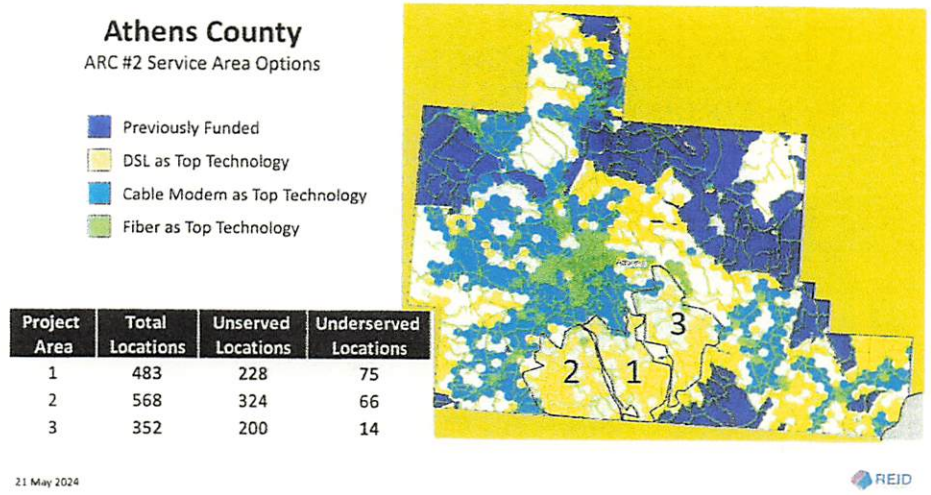 Athens County
ARC #2 Service Area Options
Previously Funded
DSL as Top Technology
Cable Modem as Top Technology
Fiber as Top Technology
Project Area Total Locations Unserved Locations Underserved Locations
1 483 228 75
2 568 324 66
3 352 200 14
3
2 1
21 May 2024
REID